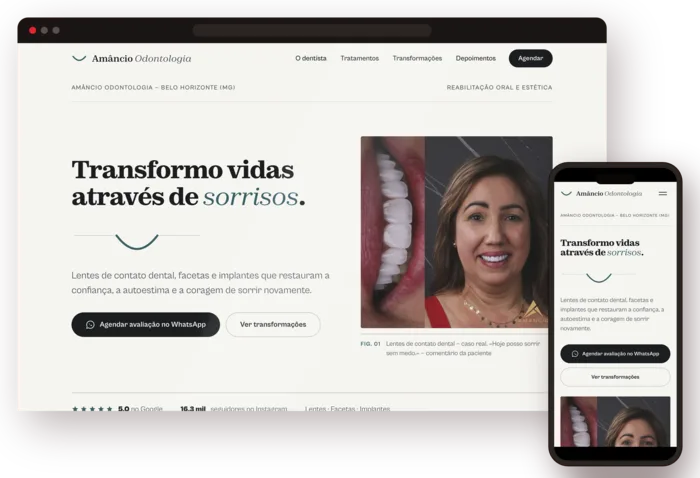 Amâncio Odontologia
O dentista Tratamentos Transformações Depoimentos Agendar
AMÂNCIO ODONTOLOGIA – BELO HORIZONTE (MG)
REABILITAÇÃO ORAL E ESTÉTICA
Transformo vidas
através de sorrisos.
Lentes de contato dental, facetas e implantes que restauram a
confiança, a autoestima e a coragem de sorrir novamente.
Agendar avaliação no WhatsApp
Ver transformações
FIG. 01 Lentes de contato dental – caso real. «Hoje posso sorrir
sem medo.» – comentário da paciente
★★★★★ 5.0 no Google 16.3 mil seguidores no Instagram Lentes · Facetas · Implantes
Amâncio Odontologia
AMÂNCIO ODONTOLOGIA – BELO HORIZONTE (MG)
Transformo vidas
através de sorrisos.
Lentes de contato dental, facetas e
implantes que restauram a confiança, a
autoestima e a coragem de sorrir
novamente.
Agendar avaliação no WhatsApp
Ver transformações